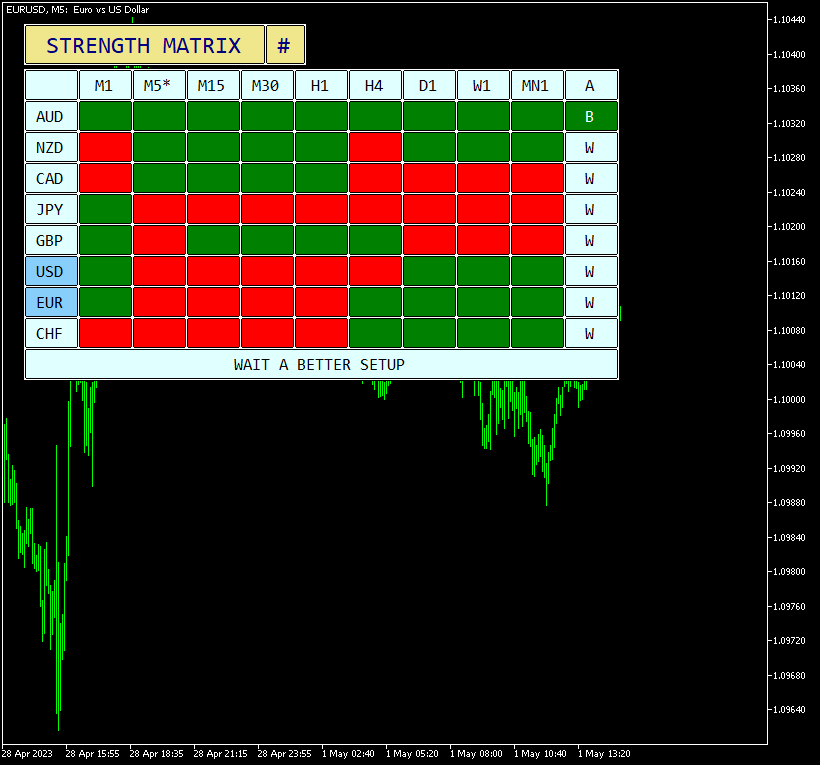 EURUSD, M5: Euro vs US Dollar
STRENGTH MATRIX #
M1 M5* M15 M30 H1 H4 D1 W1 MN1 A
AUD B
NZD W
CAD W
JPY W
GBP W
USD W
EUR W
CHF W
WAIT A BETTER SETUP
1.10440
1.10400
1.10360
1.10320
1.10280
1.10240
1.10200
1.10160
1.10120
1.10080
1.10040
1.10000
1.09960
1.09920
1.09880
1.09840
1.09800
1.09760
1.09720
1.09680
1.09640
28 Apr 2023 28 Apr 15:55 28 Apr 18:35 28 Apr 21:15 28 Apr 23:55 1 May 02:40 1 May 05:20 1 May 08:00 1 May 10:40 1 May 13:20